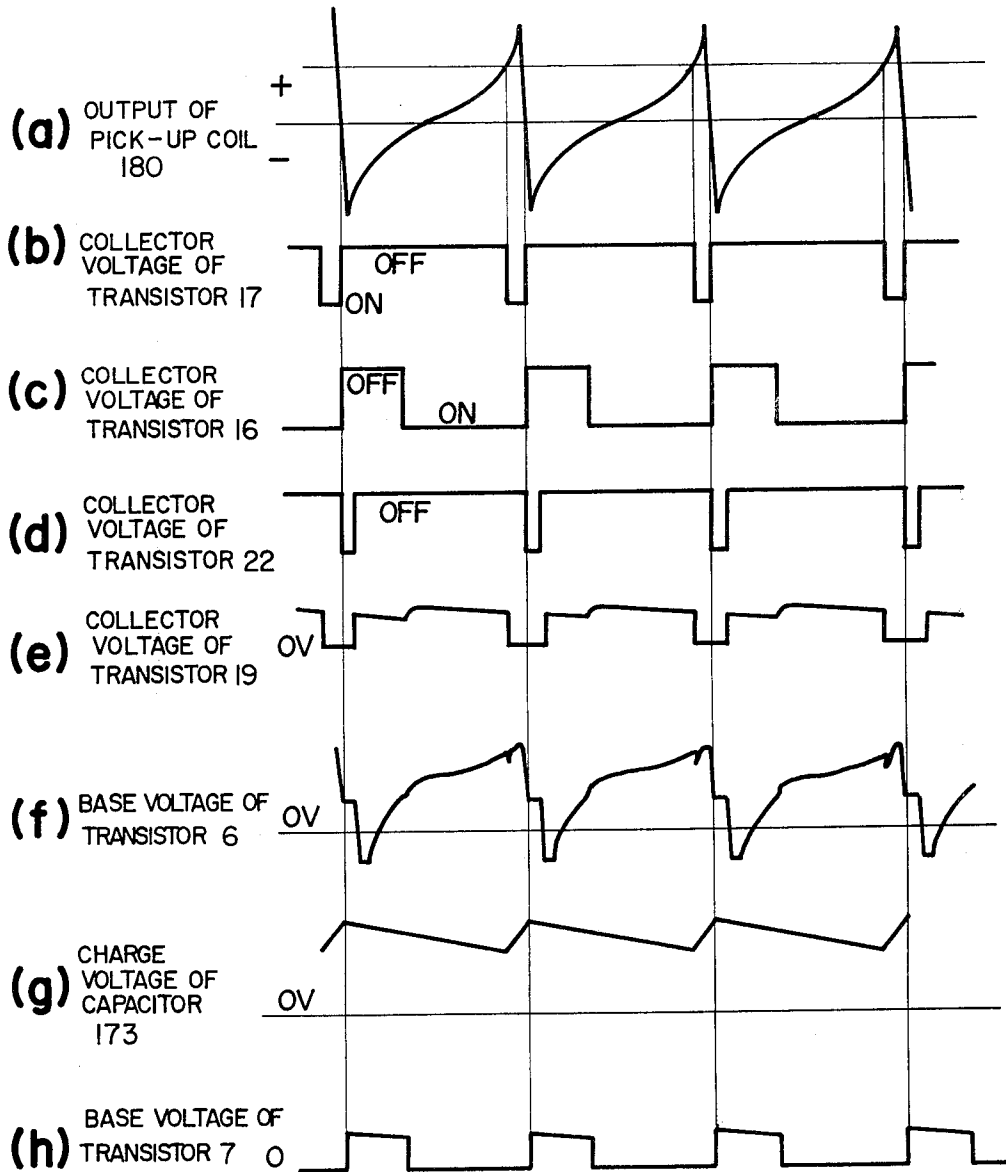 +
(a) OUTPUT OF
PICK-UP COIL
180
−
(b) COLLECTOR
VOLTAGE OF
TRANSISTOR 17
OFF
ON
(c) COLLECTOR
VOLTAGE OF
TRANSISTOR 16
OFF
ON
(d) COLLECTOR
VOLTAGE OF
TRANSISTOR 22
OFF
(e) COLLECTOR
VOLTAGE OF
TRANSISTOR 19
OV
(f) BASE VOLTAGE OF
TRANSISTOR 6
OV
(g) CHARGE
VOLTAGE OF
CAPACITOR
173
OV
(h) BASE VOLTAGE OF
TRANSISTOR 7
O